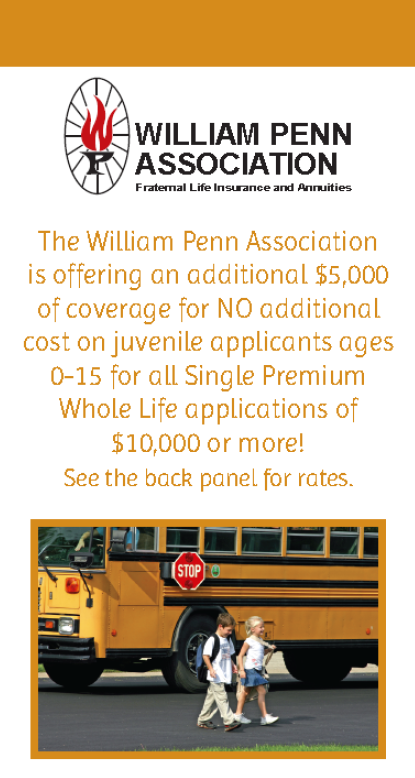 WILLIAM PENN
ASSOCIATION
Fraternal Life Insurance and Annuities
The William Penn Association
is offering an additional $5,000
of coverage for NO additional
cost on juvenile applicants ages
0-15 for all Single Premium
Whole Life applications of
$10,000 or more!
See the back panel for rates.
STOP